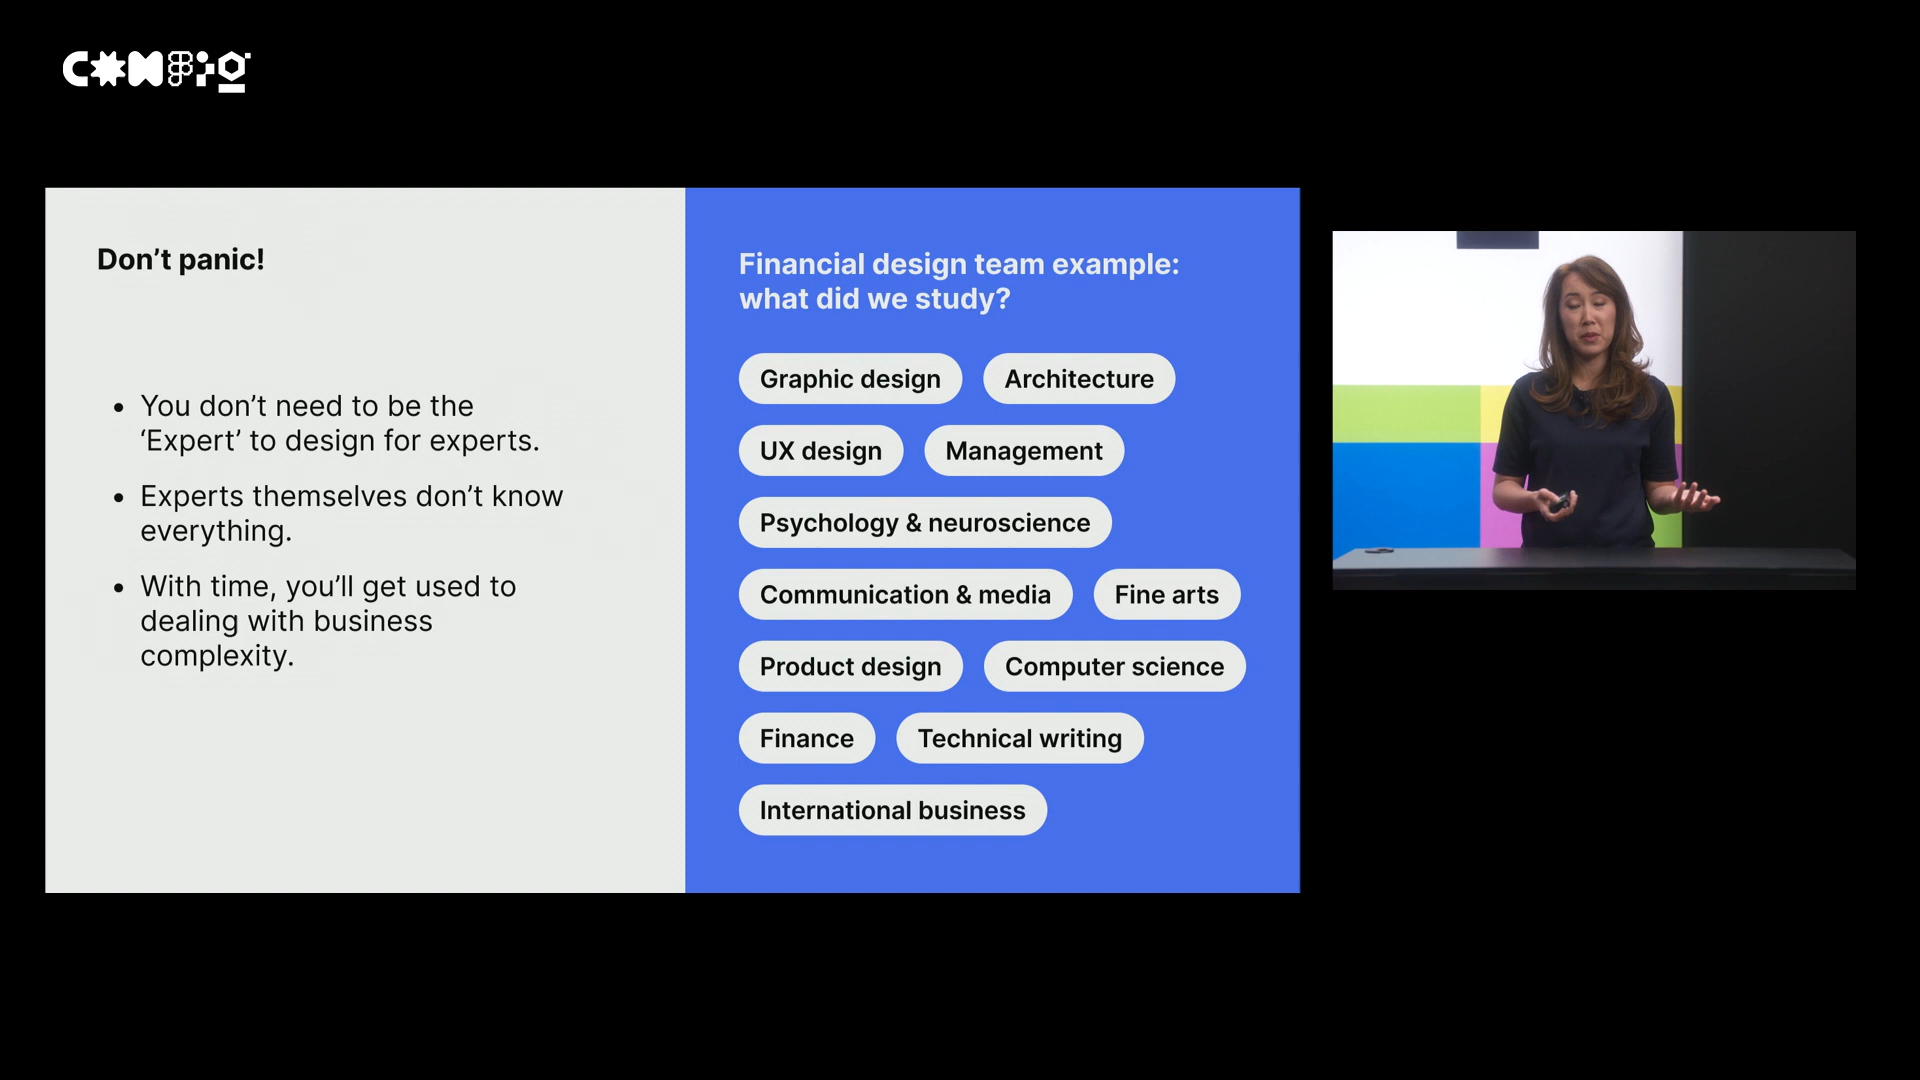 CONFIG
Don’t panic!
• You don’t need to be the
‘Expert’ to design for experts.
• Experts themselves don’t know
everything.
• With time, you’ll get used to
dealing with business
complexity.
Financial design team example:
what did we study?
Graphic design
Architecture
UX design
Management
Psychology & neuroscience
Communication & media
Fine arts
Product design
Computer science
Finance
Technical writing
International business